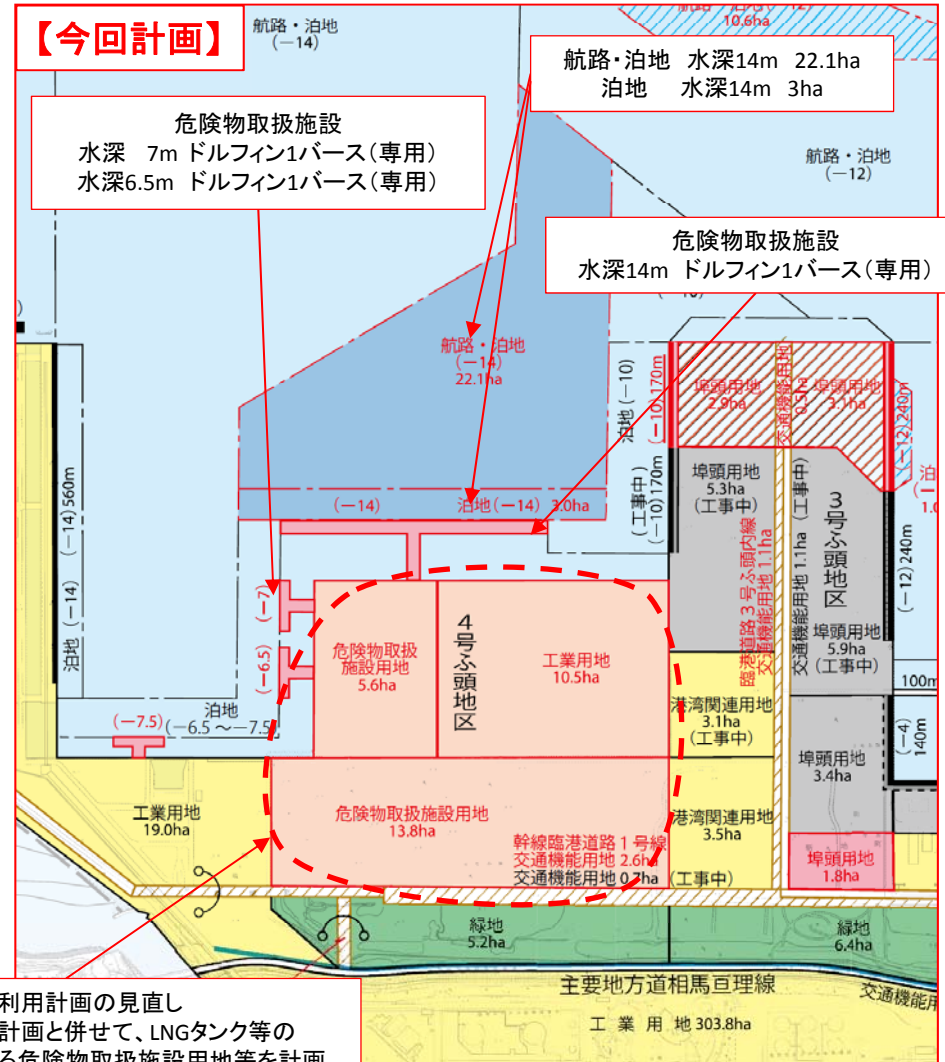 【今回計画】
航路・泊地
(-14)
10.6ha
航路・泊地　水深14m　22.1ha
泊地　水深14m　3ha
危険物取扱施設
水深　7m ドルフィン1バース(専用)
水深6.5m ドルフィン1バース(専用)
航路・泊地
(-12)
危険物取扱施設
水深14m ドルフィン1バース(専用)
航路・泊地
(-14)
22.1ha
泊地 (-10)
(-10)170m
(工事中)
(-10)170m
埠頭用地
2.9ha
交通機能用地
0.5ha
埠頭用地
3.1ha
(-12)240m
埠頭用地
5.3ha
(工事中)
臨港道路3号ふ頭内線
交通機能用地 1.1ha
交通機能用地 1.1ha (工事中)
3号ふ頭地区
(-12)240m
埠頭用地
5.9ha
(工事中)
泊地 (-14)
(-14)560m
(-14)
泊地(-14) 3.0ha
(-7)
(-6.5)
危険物取扱
施設用地
5.6ha
4号ふ頭地区
工業用地
10.5ha
港湾関連用地
3.1ha
(工事中)
100m
(-4)
140m
泊地
(-6.5～-7.5)
(-7.5)
埠頭用地
3.4ha
工業用地
19.0ha
危険物取扱施設用地
13.8ha
港湾関連用地
3.5ha
幹線臨港道路1号線
交通機能用地 2.6ha
交通機能用地 0.7ha (工事中)
埠頭用地
1.8ha
緑地
5.2ha
緑地
6.4ha
主要地方道相馬亘理線
交通機能用
工業用地303.8ha
利用計画の見直し
計画と併せて、LNGタンク等の
る危険物取扱施設用地等を計画